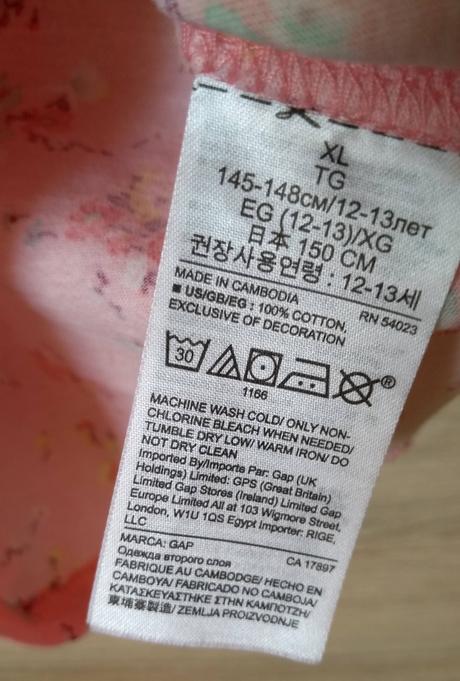 XL
TG
145-148см/12-13лет
EG (12-13)/XG
日本 150 CM
권장사용연령 : 12-13세
MADE IN CAMBODIA RN 54023
■ US/GB/EG : 100% COTTON,
EXCLUSIVE OF DECORATION
30
®
1166
MACHINE WASH COLD/ ONLY NON-
CHLORINE BLEACH WHEN NEEDED/
TUMBLE DRY LOW/ WARM IRON/ DO
NOT DRY CLEAN
Imported By/Importe Par: Gap (UK
Holdings) Limited: GPS (Great Britain)
Limited Gap Stores (Ireland) Limited Gap
Europe Limited All at 103 Wigmore Street,
London, W1U 1QS Egypt Importer: RIGE,
LLC
MARCA: GAP CA 17897
Одежда второго слоя
FABRIQUE AU CAMBODGE/ HECHO EN
CAMBOYA/ FABRICADO NO CAMBOJA/
ΚΑΤΑΣΚΕΥΑΣΤΗΚΕ ΣΤΗΝ ΚΑΜΠΟΤΖΗ/
柬埔寨製造/ ZEMLJA PROIZVODNJE